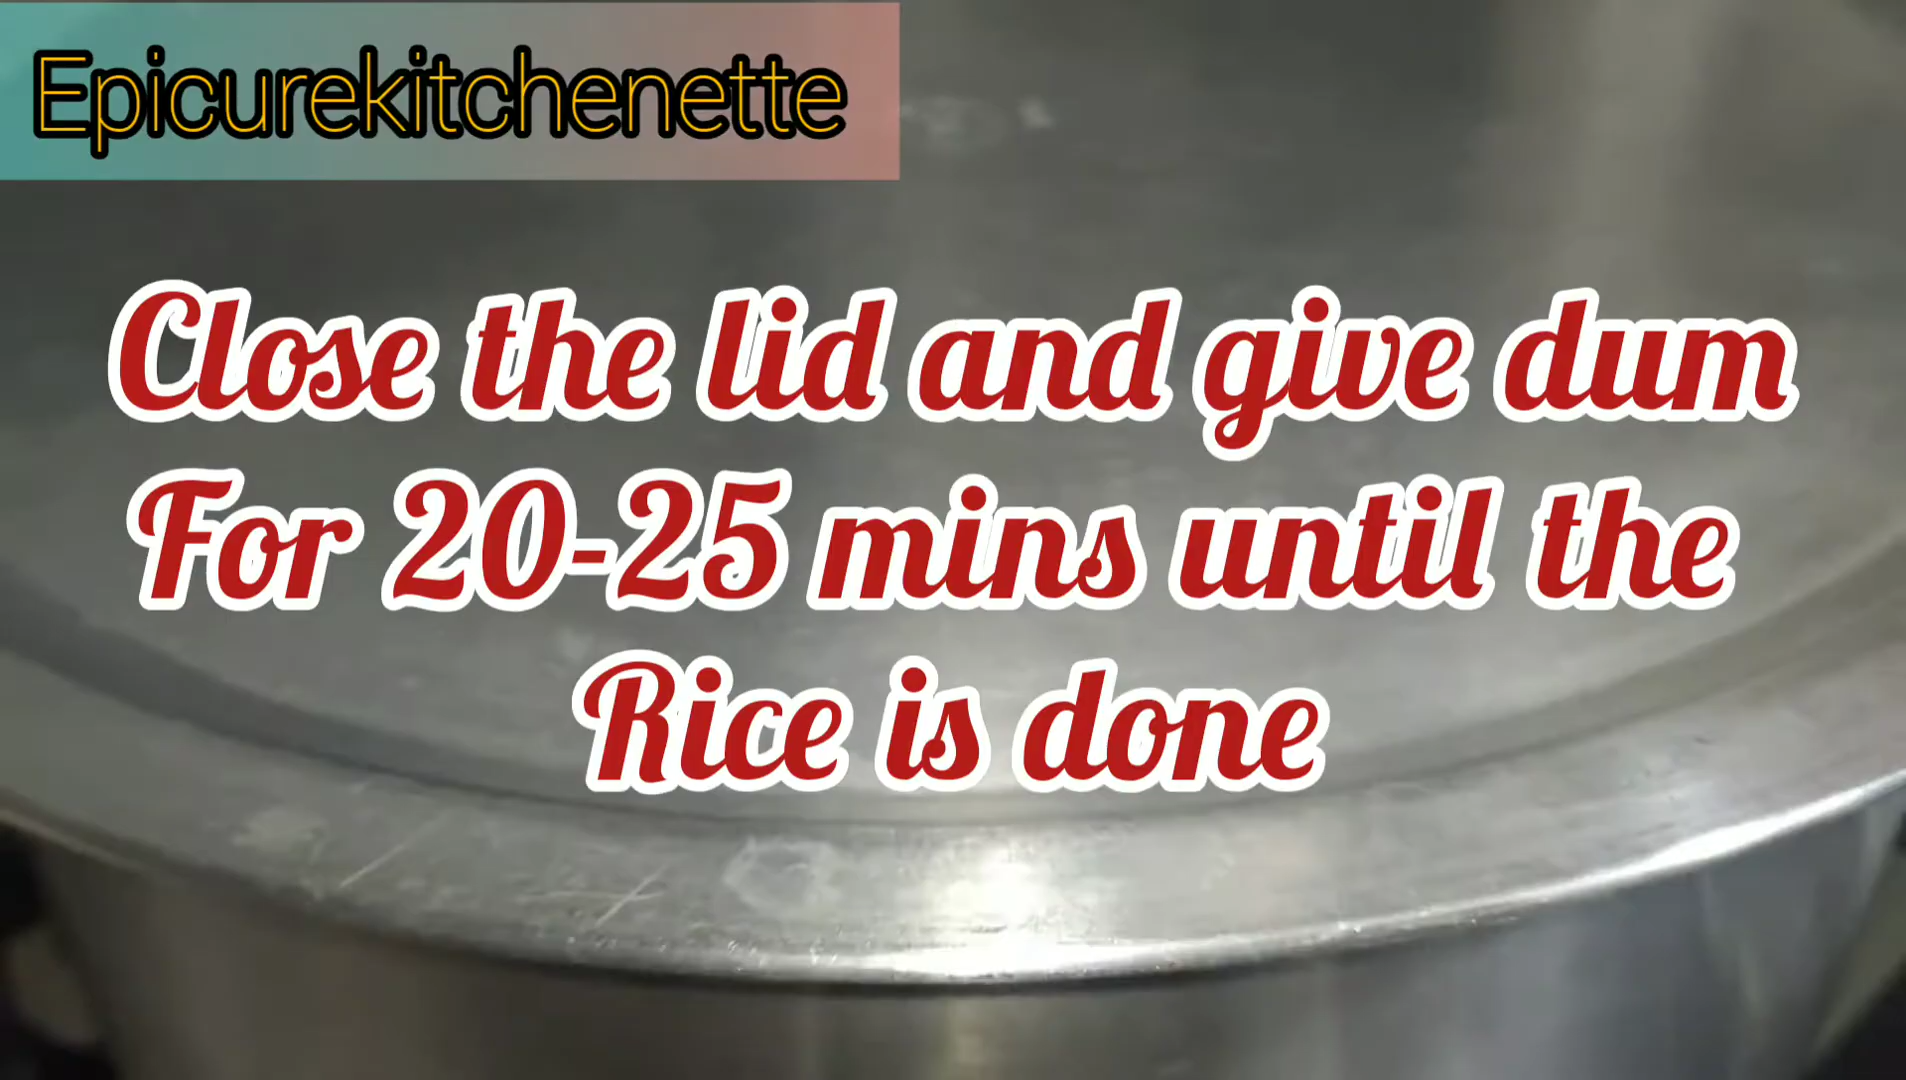 Epicurekitchenette
Close the lid and give dum
For 20-25 mins until the
Rice is done